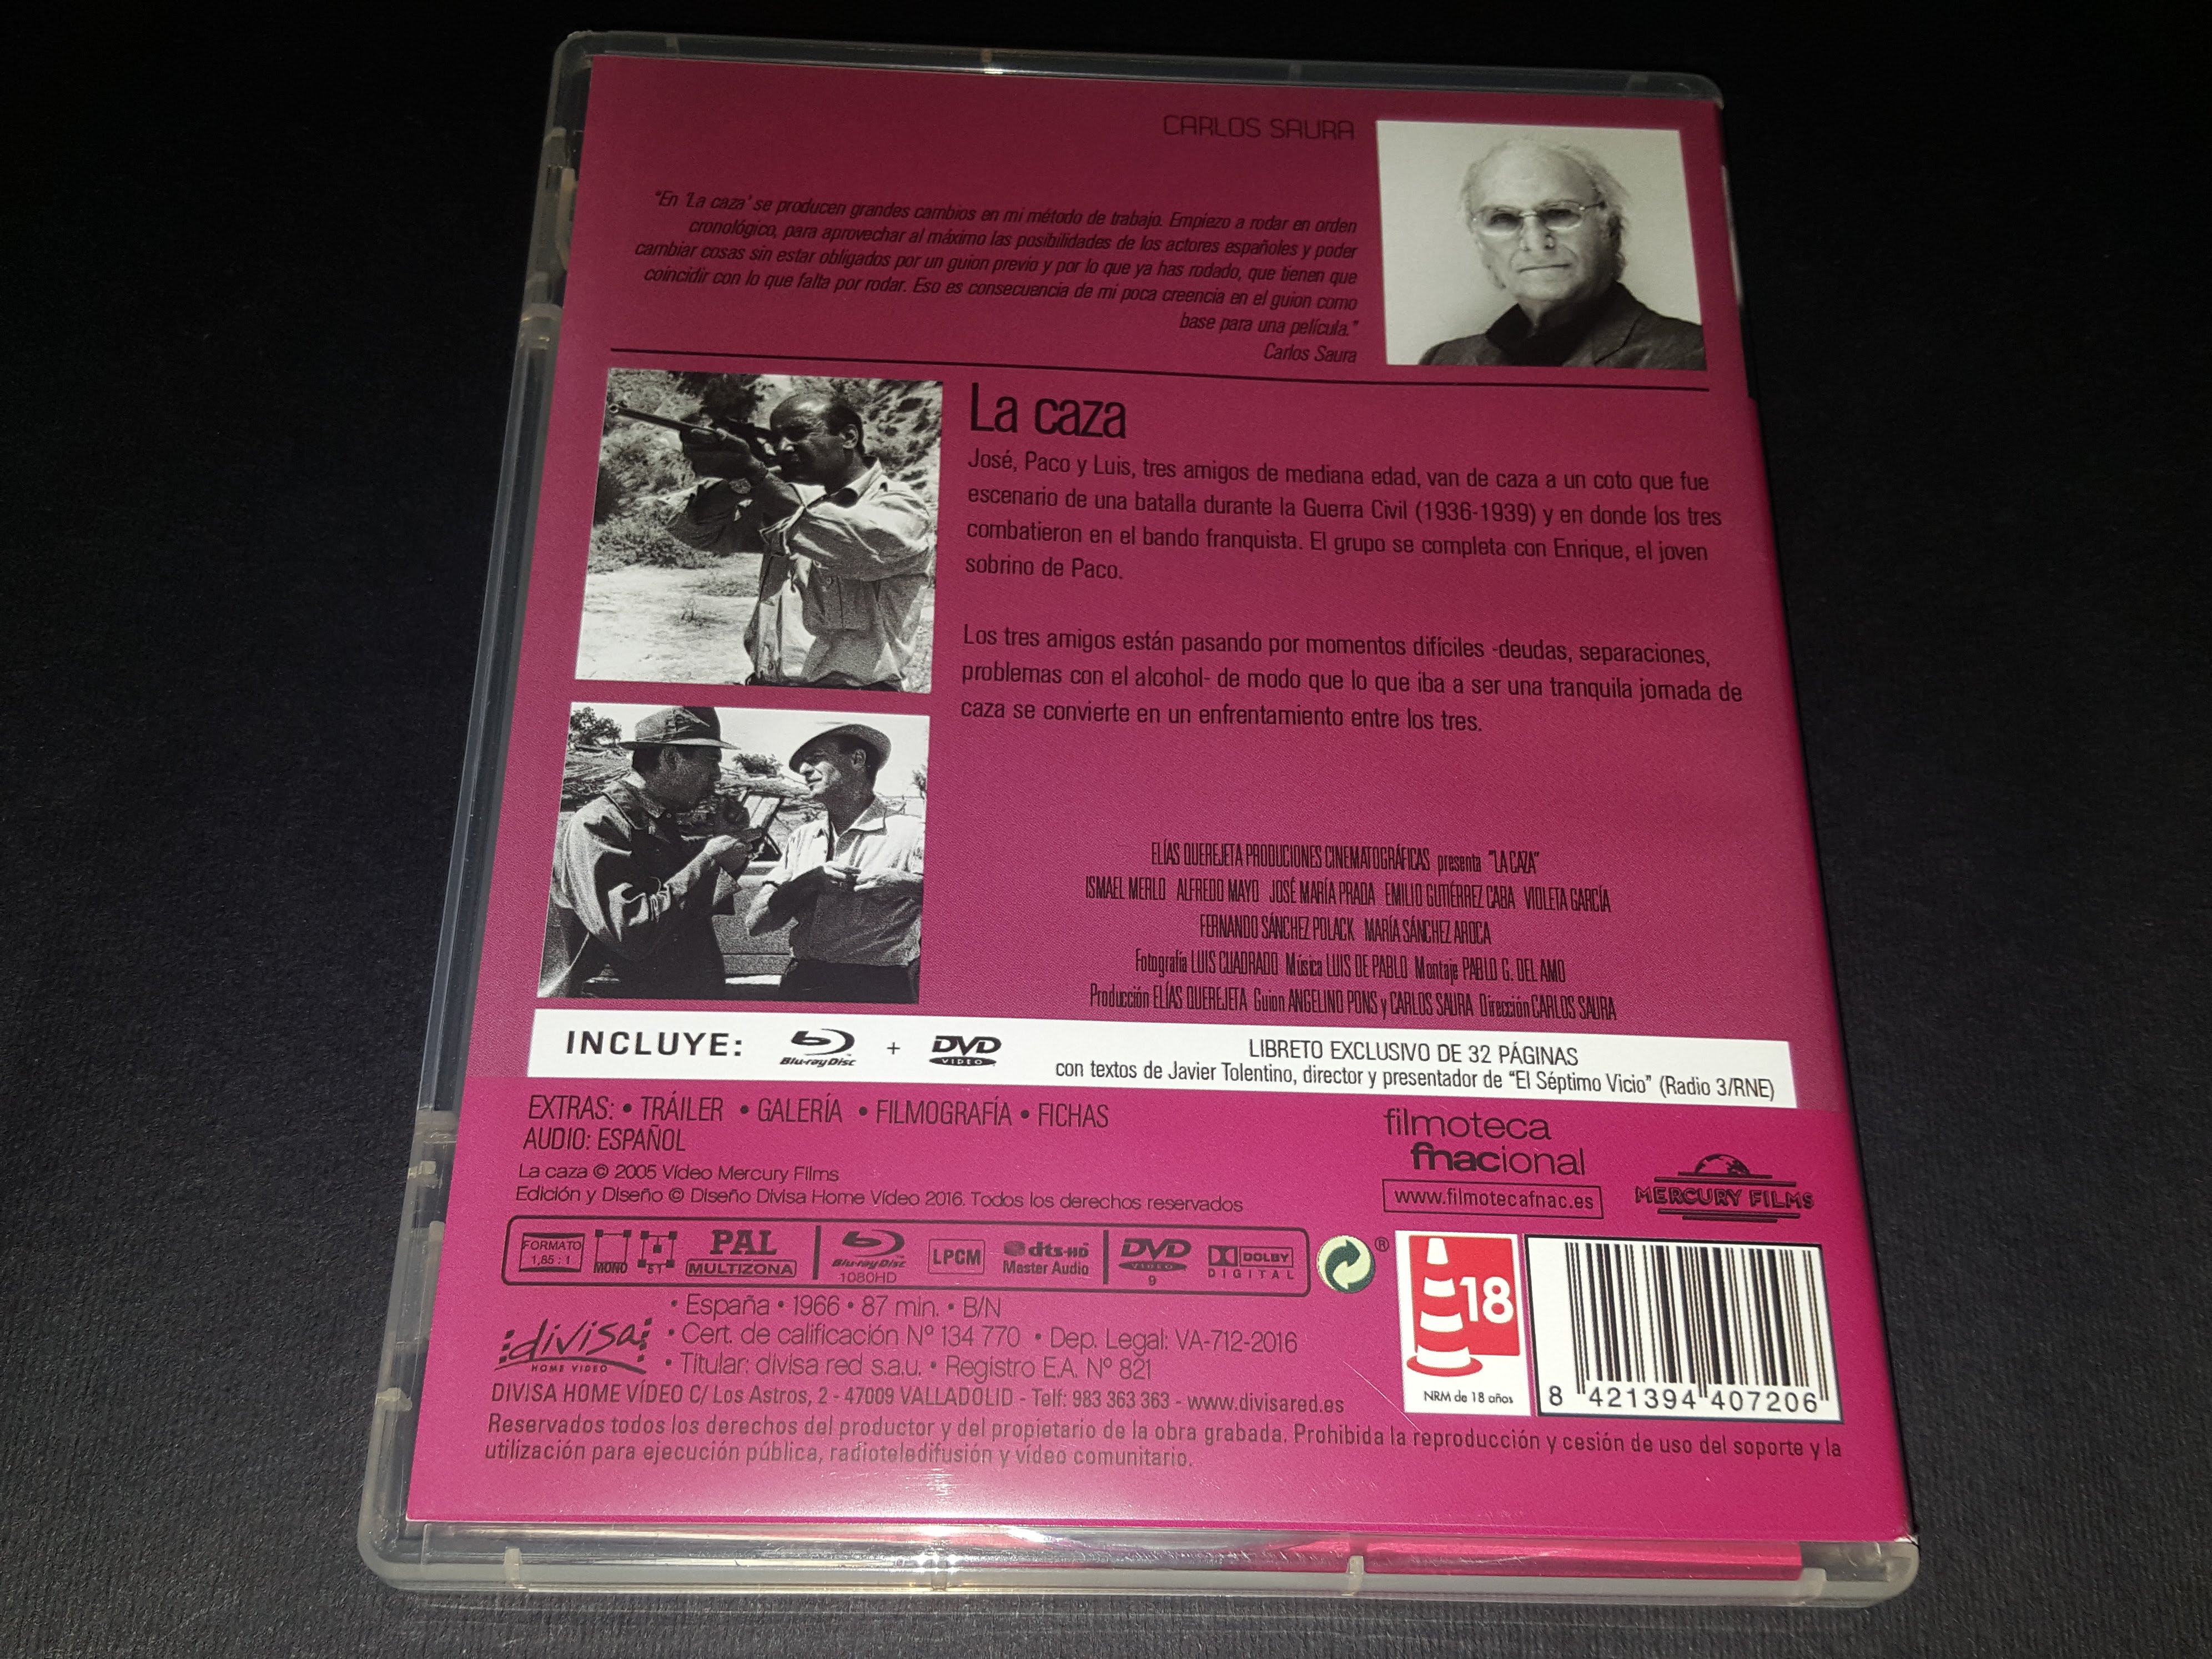 CARLOS SAURA
"En 'La caza' se producen grandes cambios en mi método de trabajo. Empiezo a rodar en orden
cronológico, para aprovechar al máximo las posibilidades de los actores españoles y poder
cambiar cosas sin estar obligados por un guion previo y por lo que ya has rodado, que tienen que
coincidir con lo que falta por rodar. Eso es consecuencia de mi poca creencia en el guion como
base para una película."
Carlos Saura
La caza
José, Paco y Luis, tres amigos de mediana edad, van de caza a un coto que fue
escenario de una batalla durante la Guerra Civil (1936-1939) y en donde los tres
combatieron en el bando franquista. El grupo se completa con Enrique, el joven
sobrino de Paco.
Los tres amigos están pasando por momentos difíciles -deudas, separaciones,
problemas con el alcohol- de modo que lo que iba a ser una tranquila jornada de
caza se convierte en un enfrentamiento entre los tres.
ELÍAS QUEREJETA PRODUCIONES CINEMATOGRÁFICAS presenta "LA CAZA"
ISMAEL MERLO ALFREDO MAYO JOSÉ MARÍA PRADA EMILIO GUTIÉRREZ CABA VIOLETA GARCÍA
FERNANDO SÁNCHEZ POLACK MARÍA SÁNCHEZ AROCA
Fotografía LUIS CUADRADO Música LUIS DE PABLO Montaje PABLO G. DEL AMO
Producción ELÍAS QUEREJETA Guion ANGELINO PONS y CARLOS SAURA Dirección CARLOS SAURA
INCLUYE: Blu-ray Disc + DVD VIDEO
LIBRETO EXCLUSIVO DE 32 PÁGINAS
con textos de Javier Tolentino, director y presentador de "El Séptimo Vicio" (Radio 3/RNE)
EXTRAS: • TRÁILER • GALERÍA • FILMOGRAFÍA • FICHAS
AUDIO: ESPAÑOL
La caza © 2005 Vídeo Mercury Films
Edición y Diseño © Diseño Divisa Home Vídeo 2016. Todos los derechos reservados
filmoteca
fnacional
www.filmotecafnac.es
MERCURY FILMS
FORMATO
1,85 : 1
MONO
5.1
PAL
MULTIZONA
Blu-ray Disc
1080HD
LPCM
dts-HD
Master Audio
DVD
VIDEO
9
DOLBY
DIGITAL
®
18
NRM de 18 años
8 421394 407206
divisa
HOME VIDEO
• España • 1966 • 87 min. • B/N
• Cert. de calificación Nº 134 770 • Dep. Legal: VA-712-2016
• Titular: divisa red s.a.u. • Registro E.A. Nº 821
DIVISA HOME VÍDEO C/ Los Astros, 2 - 47009 VALLADOLID - Telf: 983 363 363 - www.divisared.es
Reservados todos los derechos del productor y del propietario de la obra grabada. Prohibida la reproducción y cesión de uso del soporte y la
utilización para ejecución pública, radioteledifusión y vídeo comunitario.